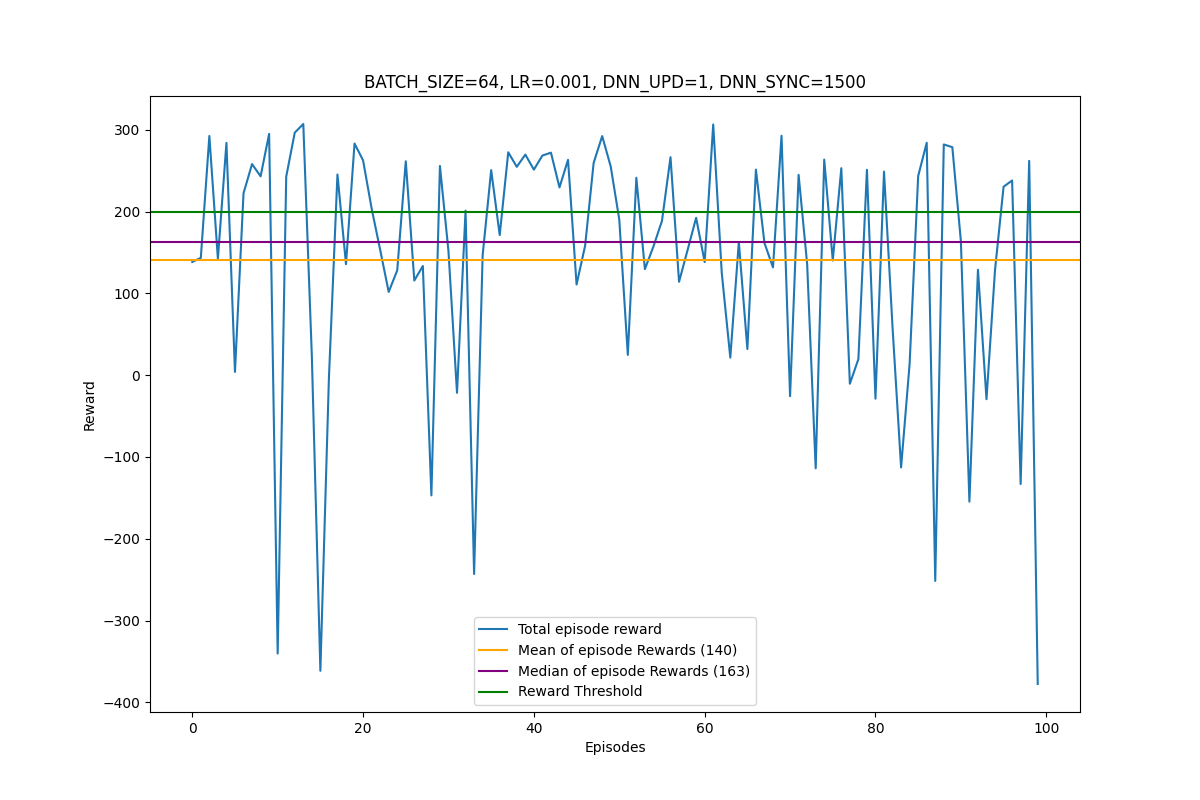 BATCH_SIZE=64, LR=0.001, DNN_UPD=1, DNN_SYNC=1500
300
200
100
0
−100
−200
−300
−400
Reward
Total episode reward
Mean of episode Rewards (140)
Median of episode Rewards (163)
Reward Threshold
0 20 40 60 80 100
Episodes